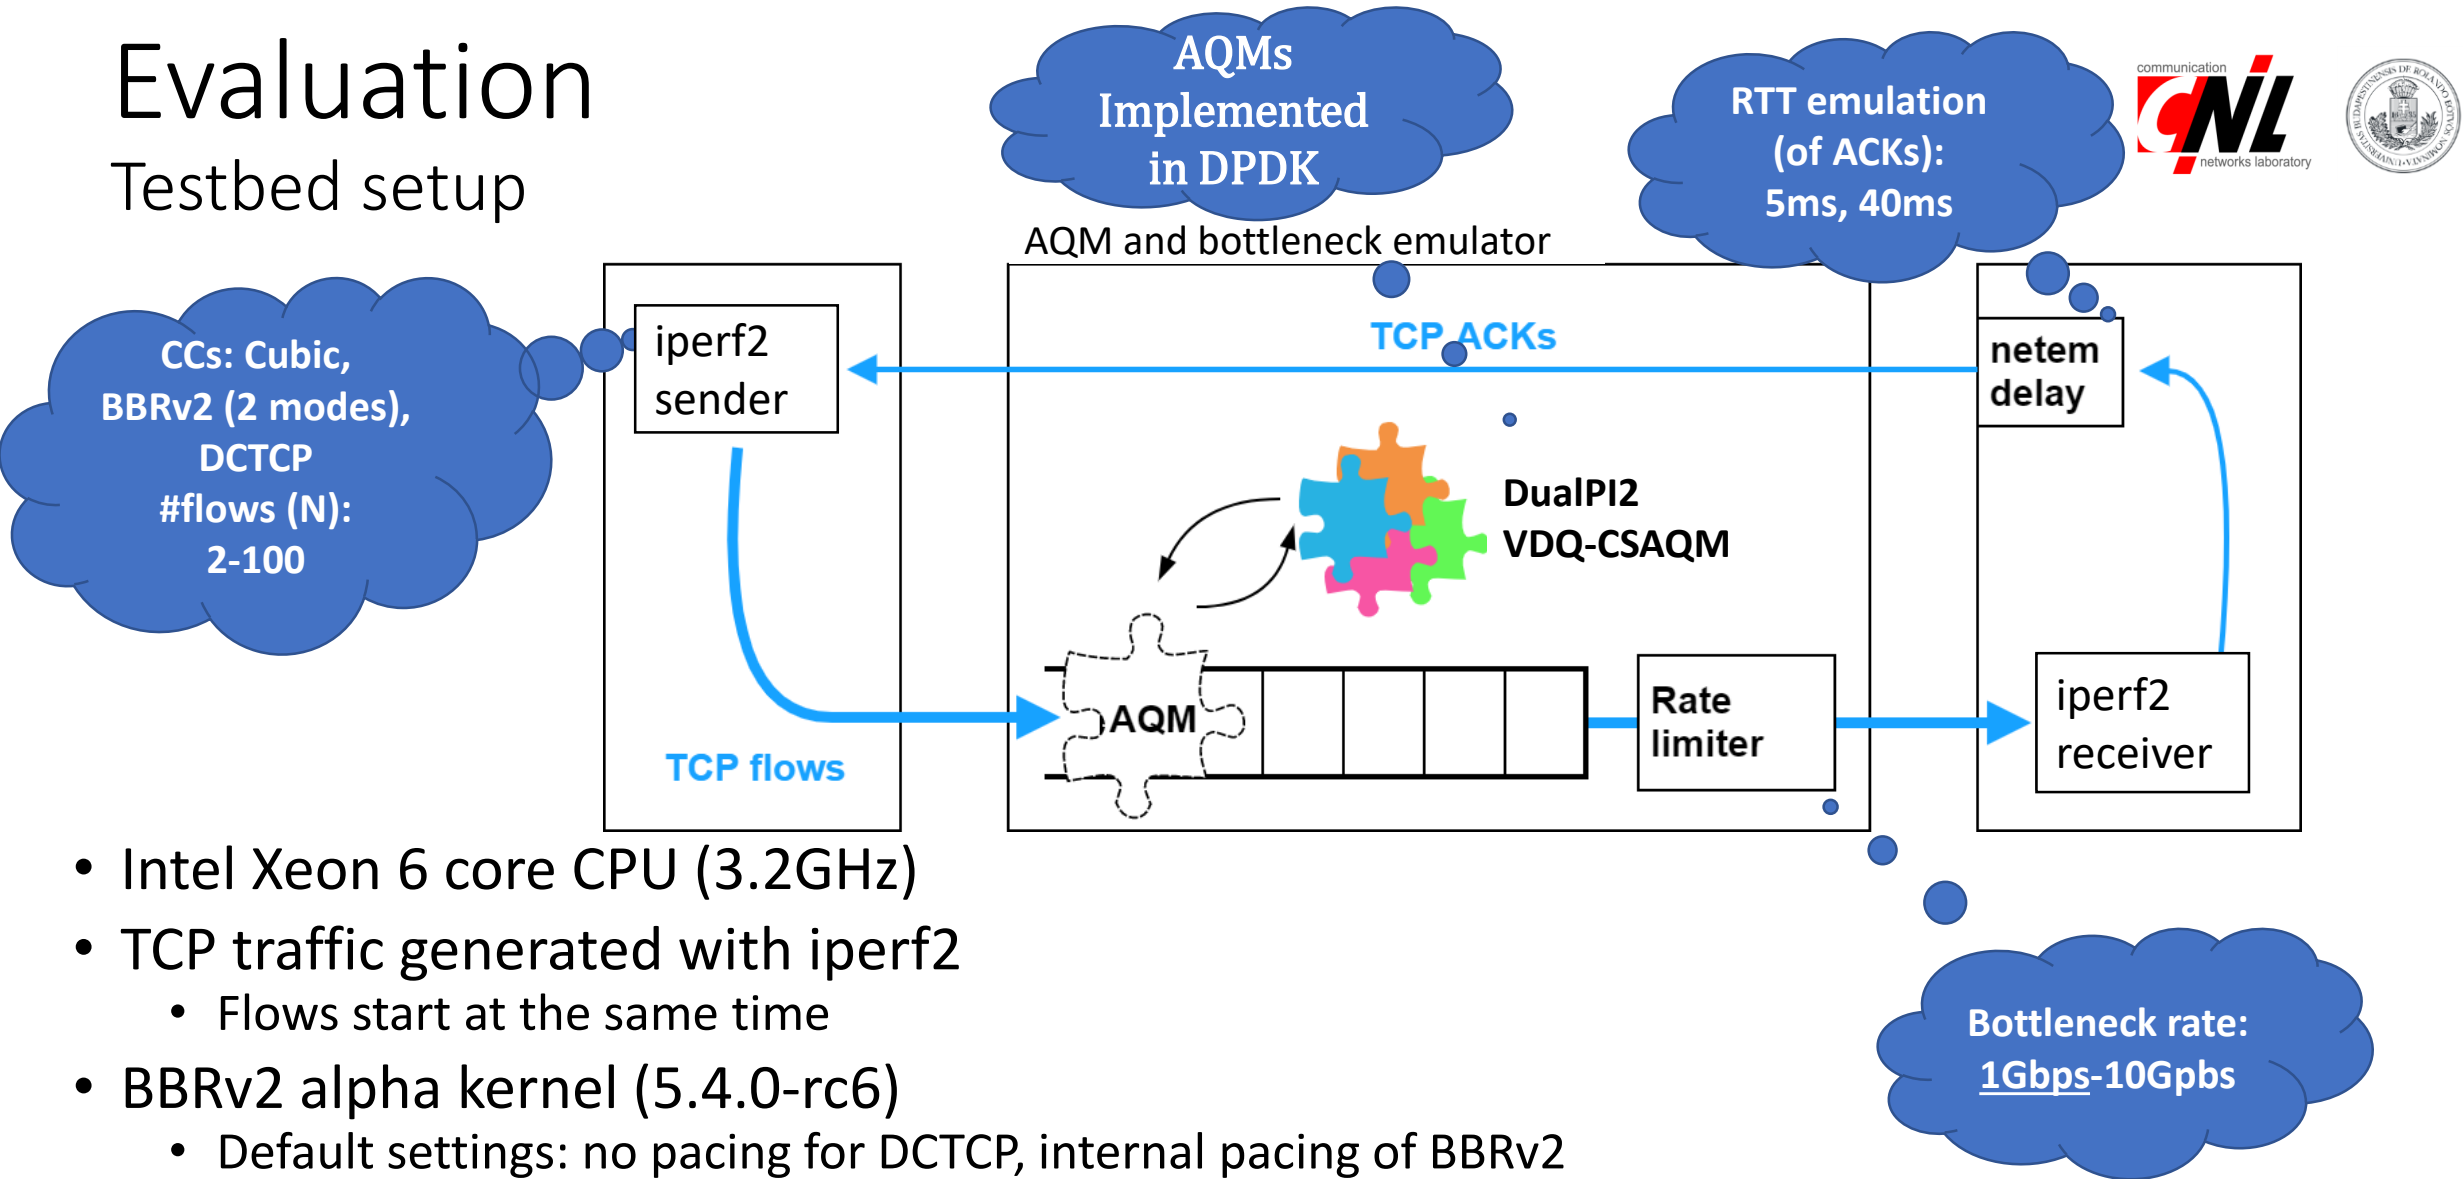 Evaluation
Testbed setup
AQMs
Implemented
in DPDK
RTT emulation
(of ACKs):
5ms, 40ms
communication
CNL
networks laboratory
AQM and bottleneck emulator
CCs: Cubic,
BBRv2 (2 modes),
DCTCP
#flows (N):
2-100
iperf2
sender
TCP ACKs
netem
delay
DualPI2
VDQ-CSAQM
AQM
Rate
limiter
iperf2
receiver
TCP flows
• Intel Xeon 6 core CPU (3.2GHz)
• TCP traffic generated with iperf2
• Flows start at the same time
• BBRv2 alpha kernel (5.4.0-rc6)
• Default settings: no pacing for DCTCP, internal pacing of BBRv2
Bottleneck rate:
1Gbps-10Gpbs